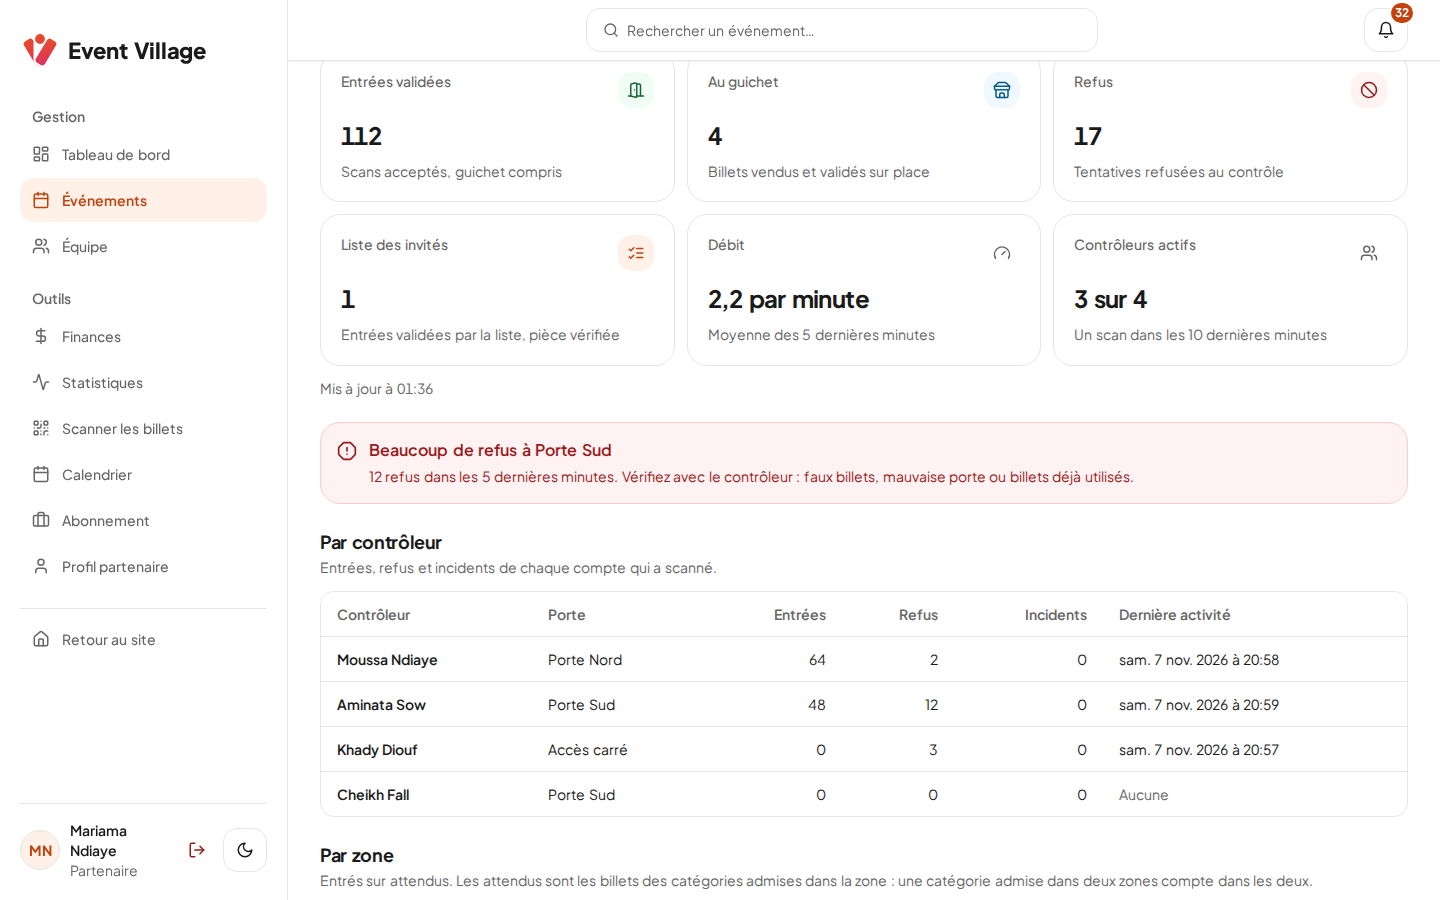 Event Village
Rechercher un événement...
32
Gestion
Tableau de bord
Événements
Équipe
Outils
Finances
Statistiques
Scanner les billets
Calendrier
Abonnement
Profil partenaire
Retour au site
MN
Mariama
Ndiaye
Partenaire
Entrées validées
112
Scans acceptés, guichet compris
Au guichet
4
Billets vendus et validés sur place
Refus
17
Tentatives refusées au contrôle
Liste des invités
1
Entrées validées par la liste, pièce vérifiée
Débit
2,2 par minute
Moyenne des 5 dernières minutes
Contrôleurs actifs
3 sur 4
Un scan dans les 10 dernières minutes
Mis à jour à 01:36
Beaucoup de refus à Porte Sud
12 refus dans les 5 dernières minutes. Vérifiez avec le contrôleur : faux billets, mauvaise porte ou billets déjà utilisés.
Par contrôleur
Entrées, refus et incidents de chaque compte qui a scanné.
Contrôleur Porte Entrées Refus Incidents Dernière activité
Moussa Ndiaye Porte Nord 64 2 0 sam. 7 nov. 2026 à 20:58
Aminata Sow Porte Sud 48 12 0 sam. 7 nov. 2026 à 20:59
Khady Diouf Accès carré 0 3 0 sam. 7 nov. 2026 à 20:57
Cheikh Fall Porte Sud 0 0 0 Aucune
Par zone
Entrés sur attendus. Les attendus sont les billets des catégories admises dans la zone : une catégorie admise dans deux zones compte dans les deux.